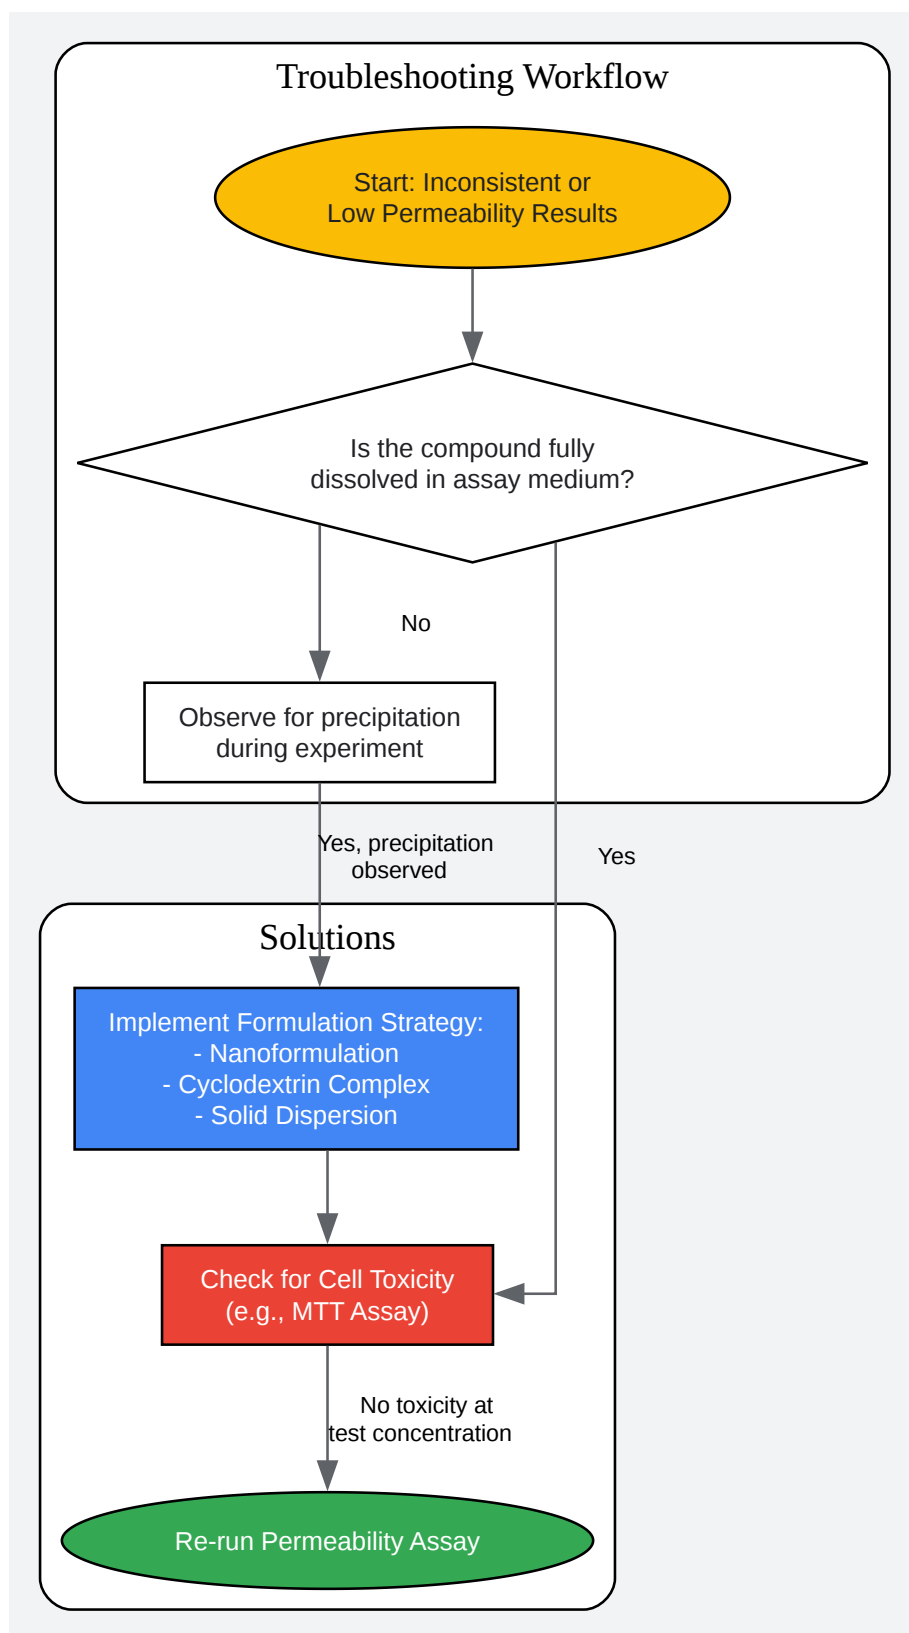 Troubleshooting Workflow
Start: Inconsistent or
Low Permeability Results
Is the compound fully
dissolved in assay medium?
No
Observe for precipitation
during experiment
Yes, precipitation
observed
Yes
Solutions
Implement Formulation Strategy:
- Nanoformulation
- Cyclodextrin Complex
- Solid Dispersion
Check for Cell Toxicity
(e.g., MTT Assay)
No toxicity at
test concentration
Re-run Permeability Assay